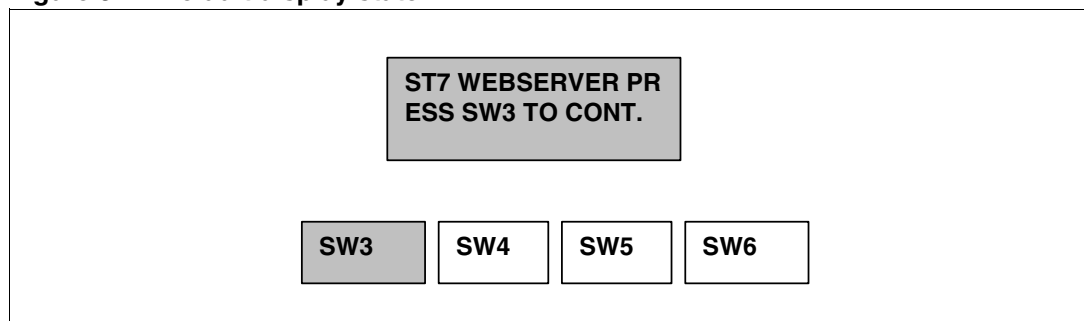 ST7 WEBSERVER PR
ESS SW3 TO CONT.
SW3 SW4 SW5 SW6